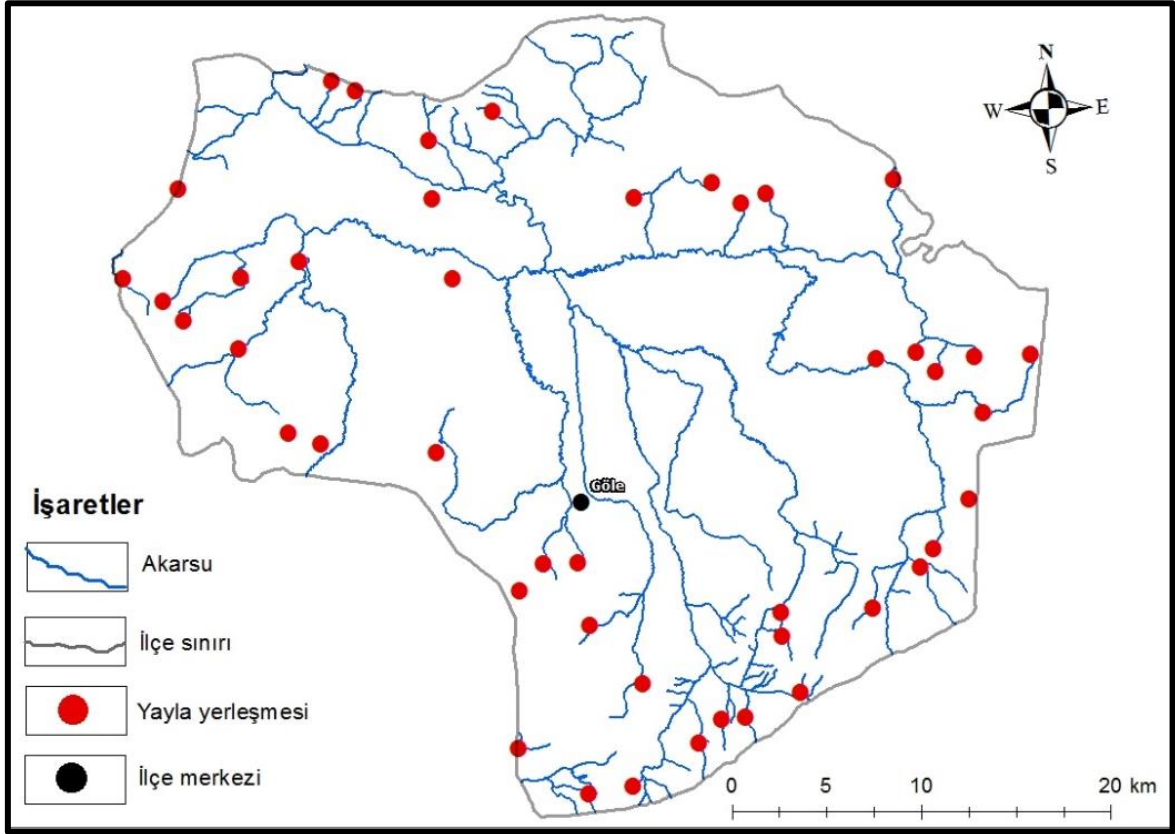 N
W E
S
Göle
İşaretler
Akarsu
İlçe sınırı
Yayla yerleşmesi
İlçe merkezi
0 5 10 20 km